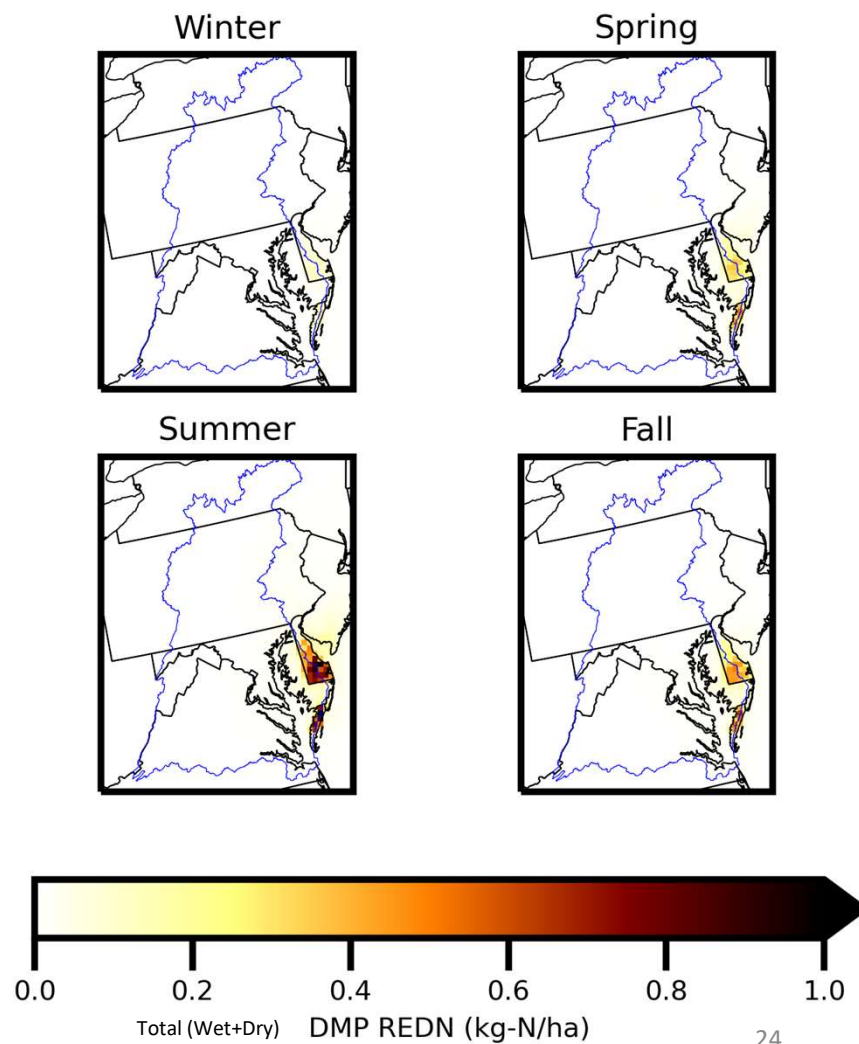 Winter Spring
Summer Fall
0.0 0.2 0.4 0.6 0.8 1.0
Total (Wet+Dry) DMP REDN (kg-N/ha)
24